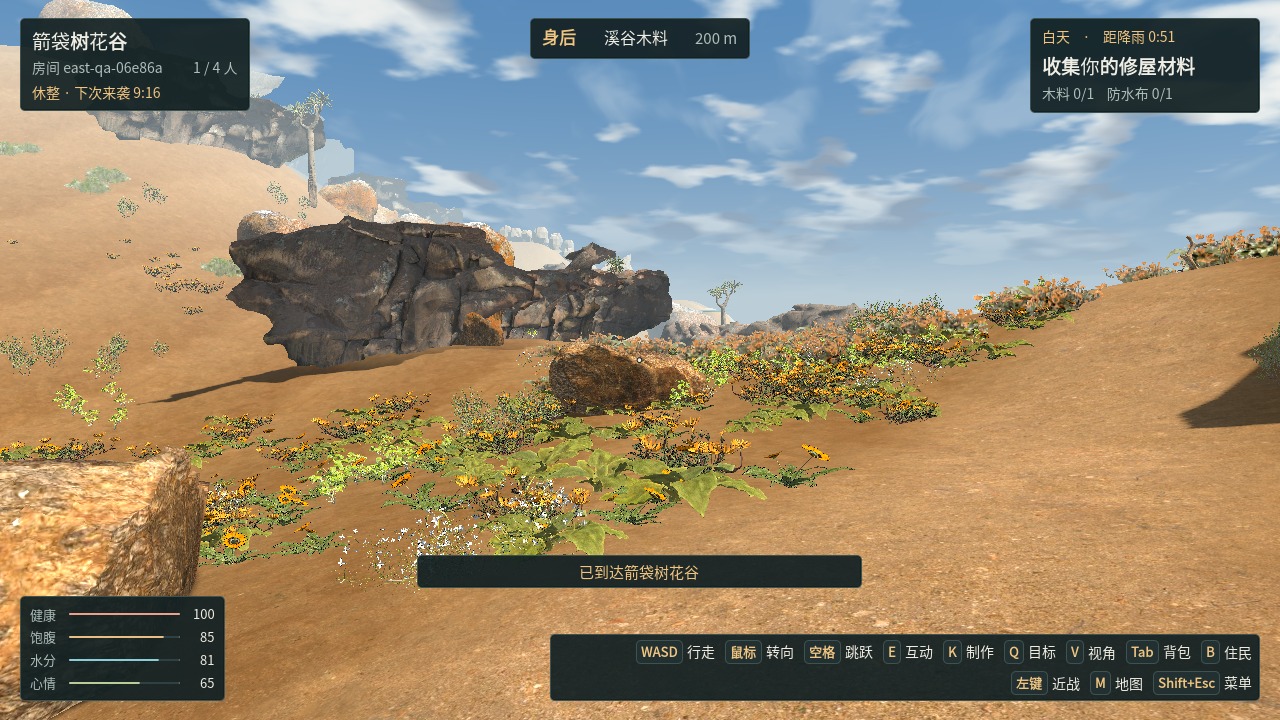 箭袋树花谷
房间 east-qa-06e86a 1 / 4 人
休整 · 下次来袭 9:16
身后 溪谷木料 200 m
白天 · 距降雨 0:51
收集你的修屋材料
木料 0/1 防水布 0/1
已到达箭袋树花谷
健康 100
饱腹 85
水分 81
心情 65
WASD 行走 鼠标 转向 空格 跳跃 E 互动 K 制作 Q 目标 V 视角 Tab 背包 B 住民
左键 近战 M 地图 Shift+Esc 菜单